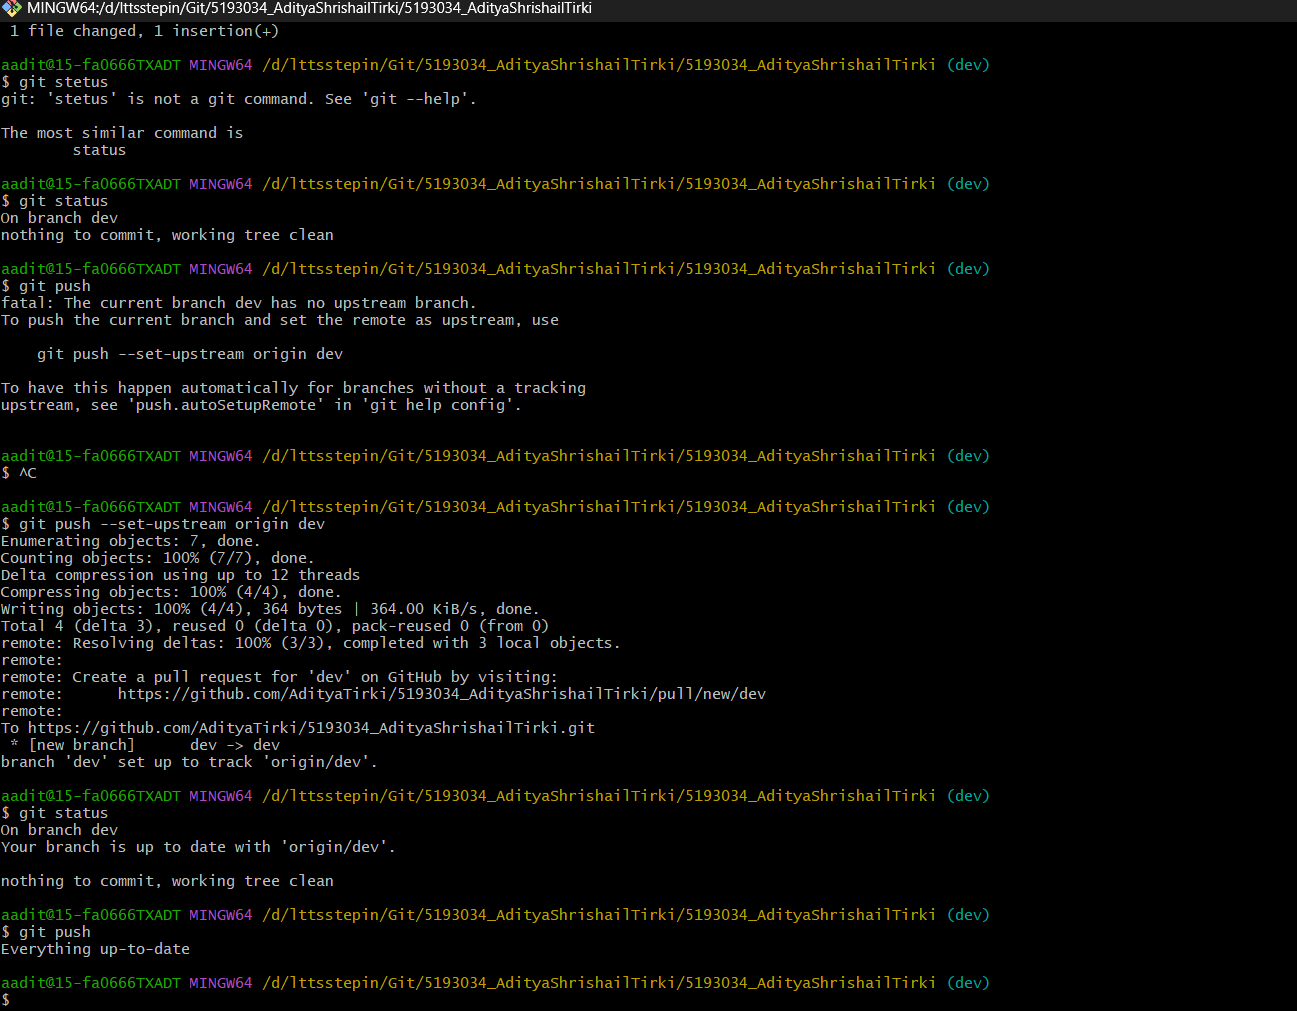 MINGW64:/d/lttsstepin/Git/5193034_AdityaShrishailTirki/5193034_AdityaShrishailTirki
 1 file changed, 1 insertion(+)

aadit@15-fa0666TXADT MINGW64 /d/lttsstepin/Git/5193034_AdityaShrishailTirki/5193034_AdityaShrishailTirki (dev)
$ git stetus
git: 'stetus' is not a git command. See 'git --help'.

The most similar command is
        status

aadit@15-fa0666TXADT MINGW64 /d/lttsstepin/Git/5193034_AdityaShrishailTirki/5193034_AdityaShrishailTirki (dev)
$ git status
On branch dev
nothing to commit, working tree clean

aadit@15-fa0666TXADT MINGW64 /d/lttsstepin/Git/5193034_AdityaShrishailTirki/5193034_AdityaShrishailTirki (dev)
$ git push
fatal: The current branch dev has no upstream branch.
To push the current branch and set the remote as upstream, use

    git push --set-upstream origin dev

To have this happen automatically for branches without a tracking
upstream, see 'push.autoSetupRemote' in 'git help config'.


aadit@15-fa0666TXADT MINGW64 /d/lttsstepin/Git/5193034_AdityaShrishailTirki/5193034_AdityaShrishailTirki (dev)
$ ^C

aadit@15-fa0666TXADT MINGW64 /d/lttsstepin/Git/5193034_AdityaShrishailTirki/5193034_AdityaShrishailTirki (dev)
$ git push --set-upstream origin dev
Enumerating objects: 7, done.
Counting objects: 100% (7/7), done.
Delta compression using up to 12 threads
Compressing objects: 100% (4/4), done.
Writing objects: 100% (4/4), 364 bytes | 364.00 KiB/s, done.
Total 4 (delta 3), reused 0 (delta 0), pack-reused 0 (from 0)
remote: Resolving deltas: 100% (3/3), completed with 3 local objects.
remote:
remote: Create a pull request for 'dev' on GitHub by visiting:
remote:      https://github.com/AdityaTirki/5193034_AdityaShrishailTirki/pull/new/dev
remote:
To https://github.com/AdityaTirki/5193034_AdityaShrishailTirki.git
 * [new branch]      dev -> dev
branch 'dev' set up to track 'origin/dev'.

aadit@15-fa0666TXADT MINGW64 /d/lttsstepin/Git/5193034_AdityaShrishailTirki/5193034_AdityaShrishailTirki (dev)
$ git status
On branch dev
Your branch is up to date with 'origin/dev'.

nothing to commit, working tree clean

aadit@15-fa0666TXADT MINGW64 /d/lttsstepin/Git/5193034_AdityaShrishailTirki/5193034_AdityaShrishailTirki (dev)
$ git push
Everything up-to-date

aadit@15-fa0666TXADT MINGW64 /d/lttsstepin/Git/5193034_AdityaShrishailTirki/5193034_AdityaShrishailTirki (dev)
$